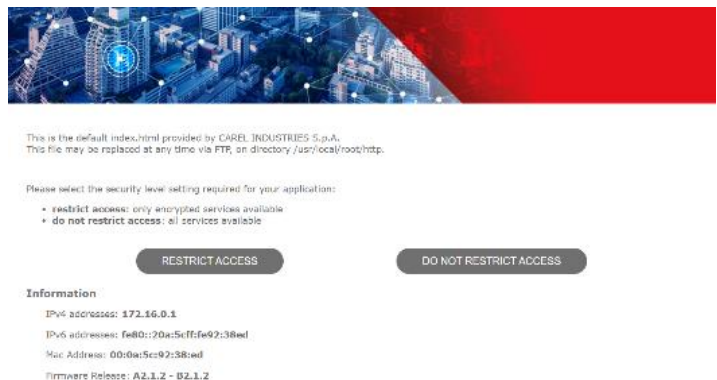 This is the default index.html provided by CAREL INDUSTRIES S.p.A.
This file may be replaced at any time via FTP, on directory /usr/local/root/http.
Please select the security level setting required for your application:
• restrict access: only encrypted services available
• do not restrict access: all services available
RESTRICT ACCESS
DO NOT RESTRICT ACCESS
Information
IPv4 addresses: 172.16.0.1
IPv6 addresses: fe80::20a:5cff:fe92:38ed
Mac Address: 00:0a:5c:92:38:ed
Firmware Release: A2.1.2 - B2.1.2